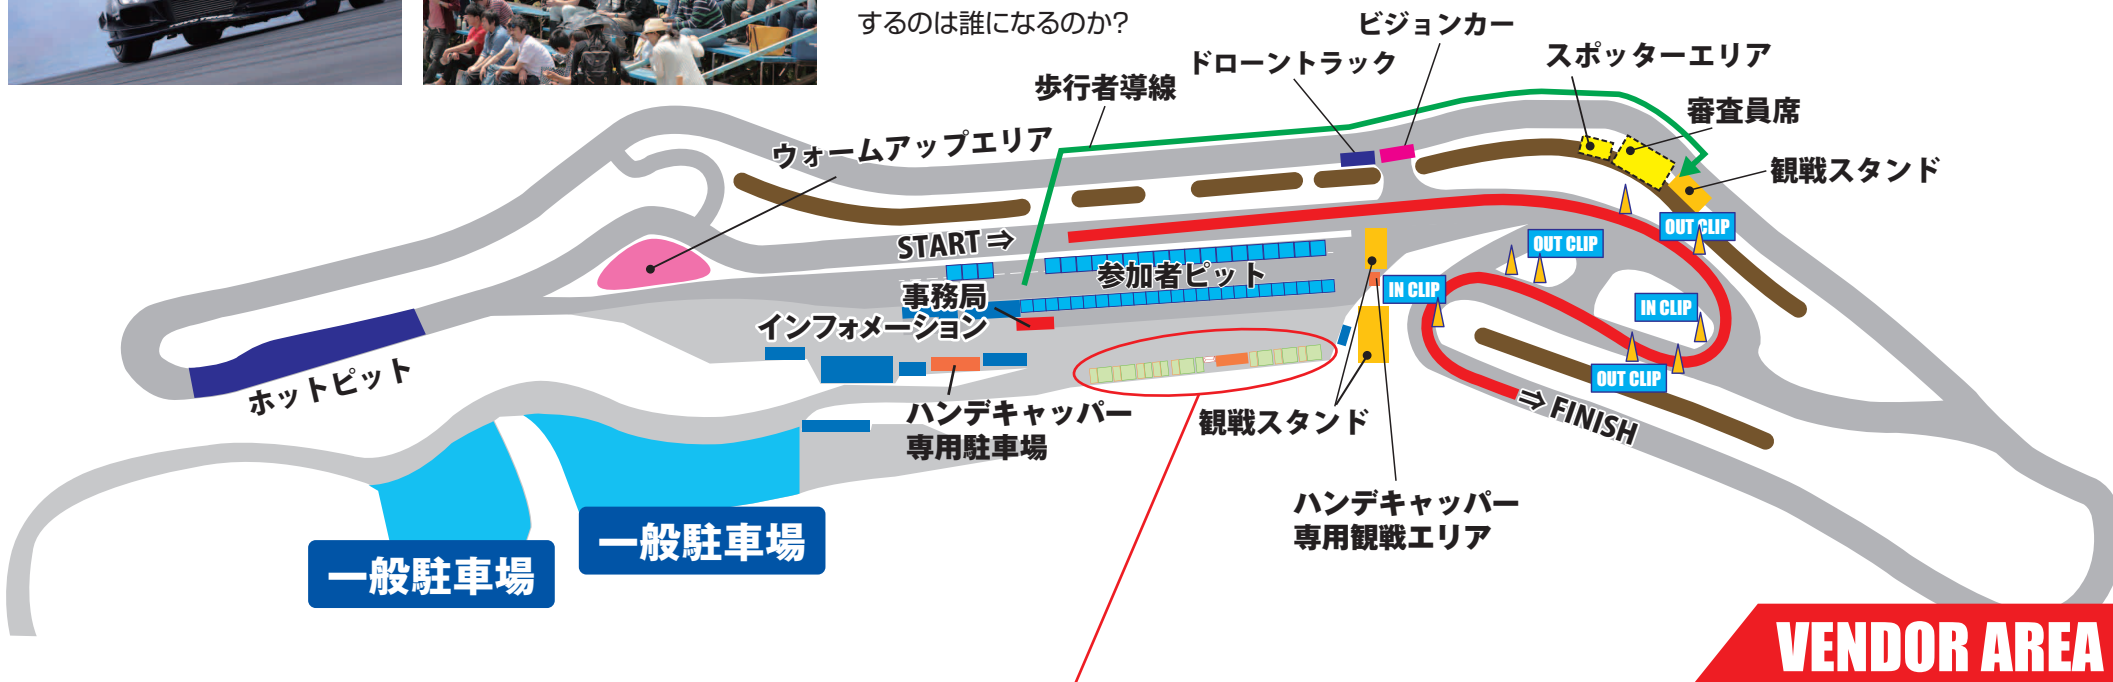 するのは誰になるのか?
ビジョンカー
ドローントラック
スポッターエリア
歩行者導線
審査員席
ウォームアップエリア
観戦スタンド
START ⇒
OUT CLIP
OUT CLIP
参加者ピット
事務局
IN CLIP
IN CLIP
インフォメーション
ホットピット
OUT CLIP
ハンデキャッパー
専用駐車場
観戦スタンド
⇒ FINISH
ハンデキャッパー
専用観戦エリア
一般駐車場
一般駐車場
VENDOR AREA